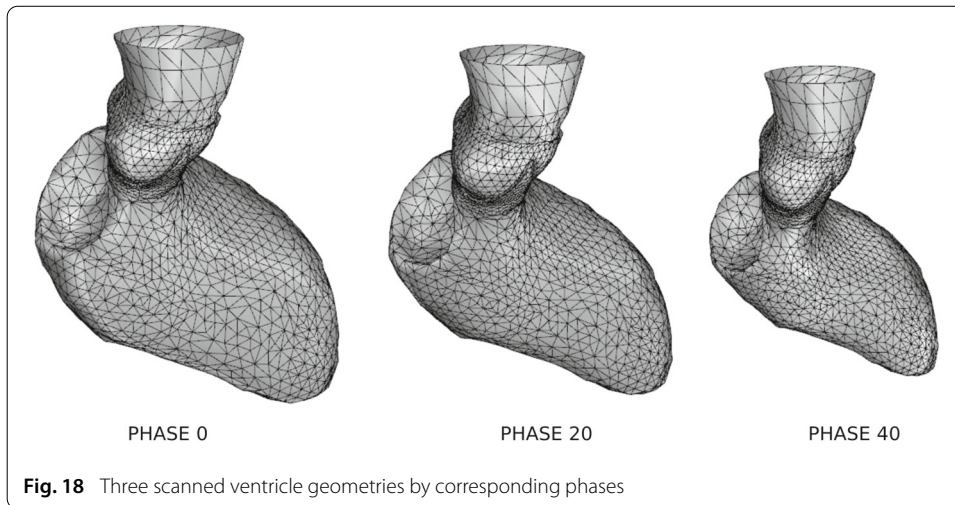 PHASE 0 PHASE 20 PHASE 40
Fig. 18 Three scanned ventricle geometries by corresponding phases